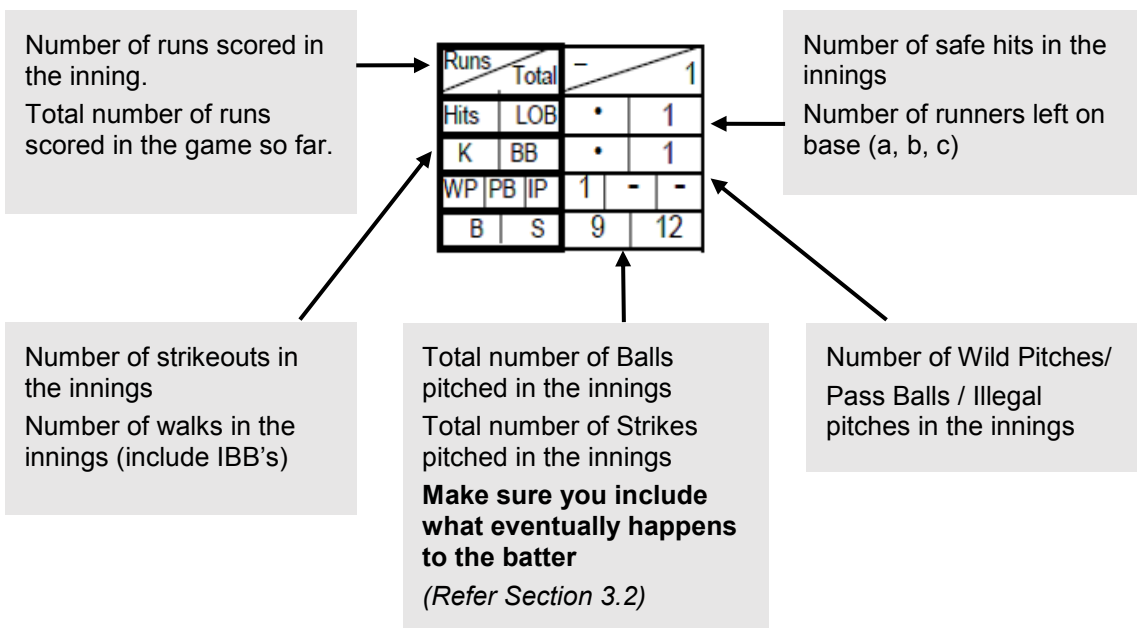 Number of runs scored in
the inning.
Total number of runs
scored in the game so far.
Runs Total – 1
Hits LOB • 1
K BB • 1
WP PB IP 1 - -
B S 9 12
Number of safe hits in the
innings
Number of runners left on
base (a, b, c)
Number of strikeouts in
the innings
Number of walks in the
innings (include IBB's)
Total number of Balls
pitched in the innings
Total number of Strikes
pitched in the innings
Make sure you include
what eventually happens
to the batter
(Refer Section 3.2)
Number of Wild Pitches/
Pass Balls / Illegal
pitches in the innings